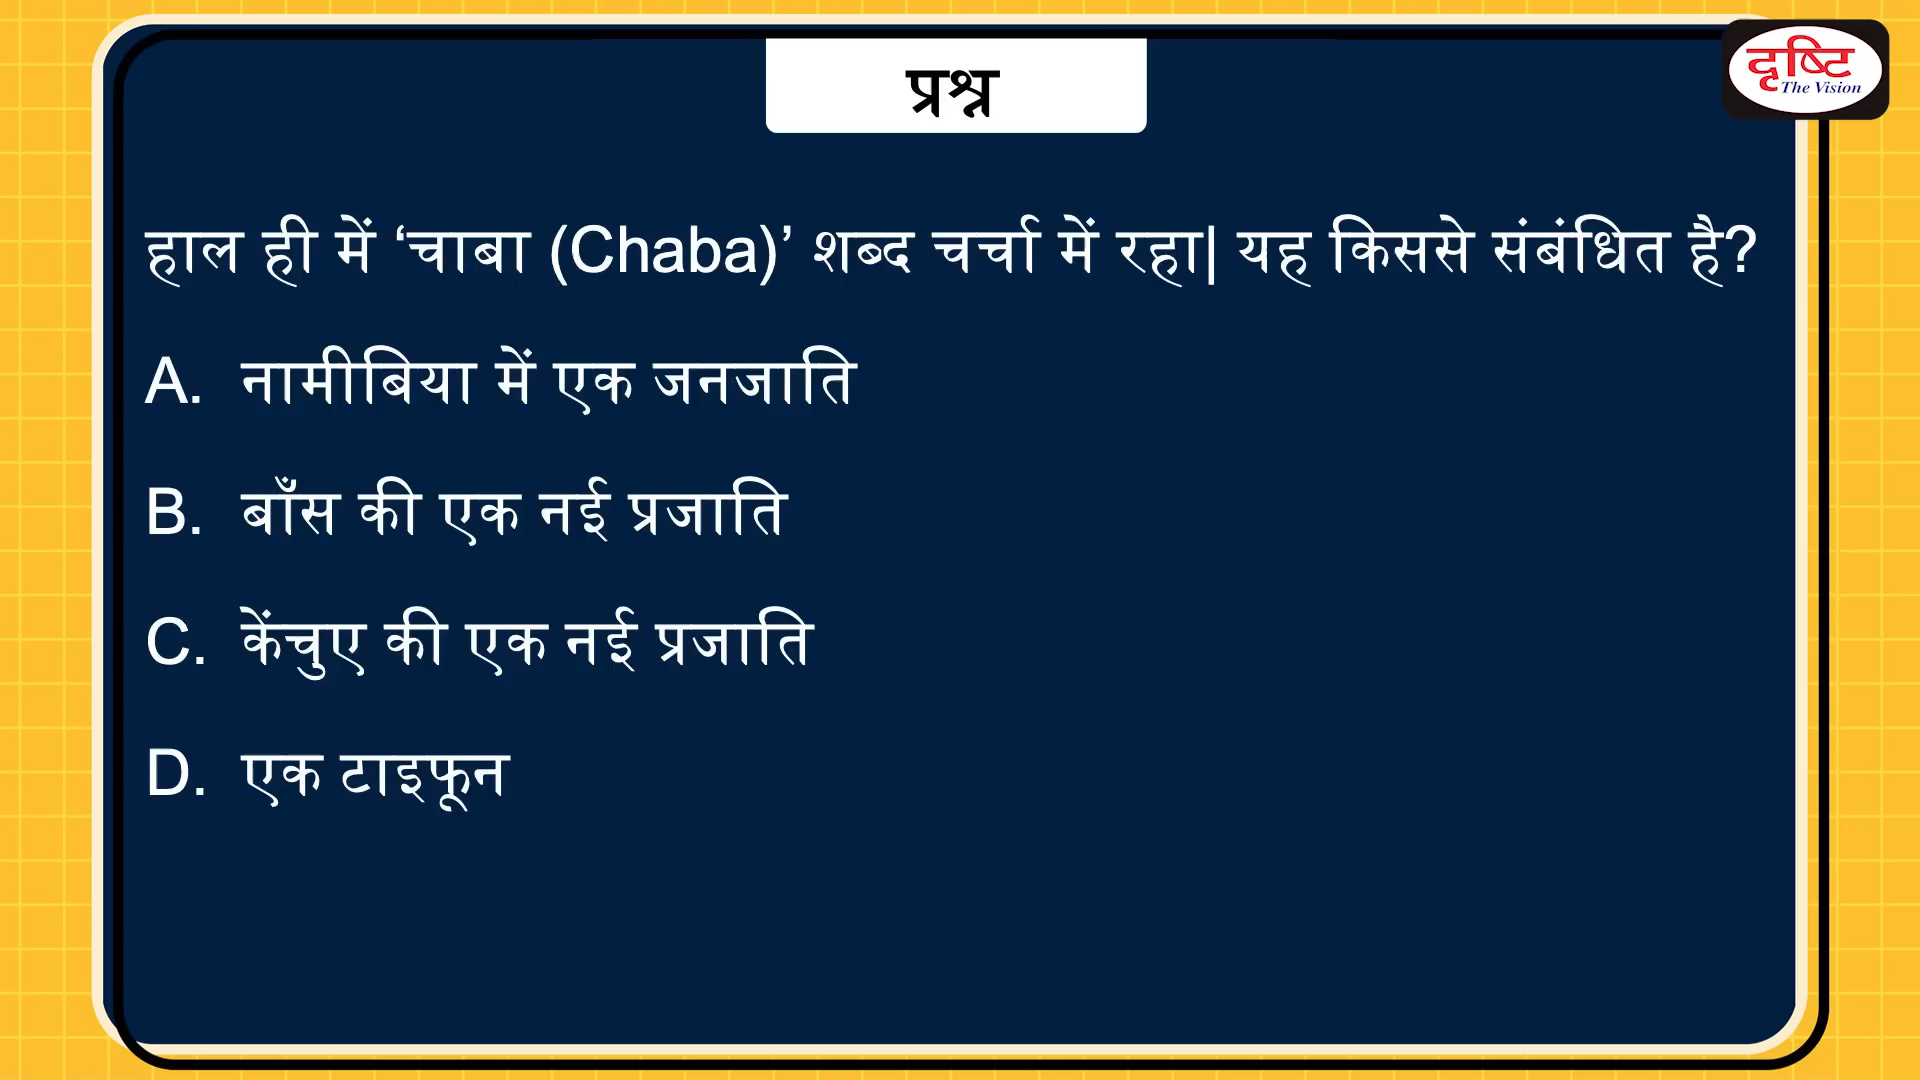 प्रश्न
दृष्टि
The Vision
हाल ही में ‘चाबा (Chaba)’ शब्द चर्चा में रहा| यह किससे संबंधित है?
A. नामीबिया में एक जनजाति
B. बाँस की एक नई प्रजाति
C. केंचुए की एक नई प्रजाति
D. एक टाइफून